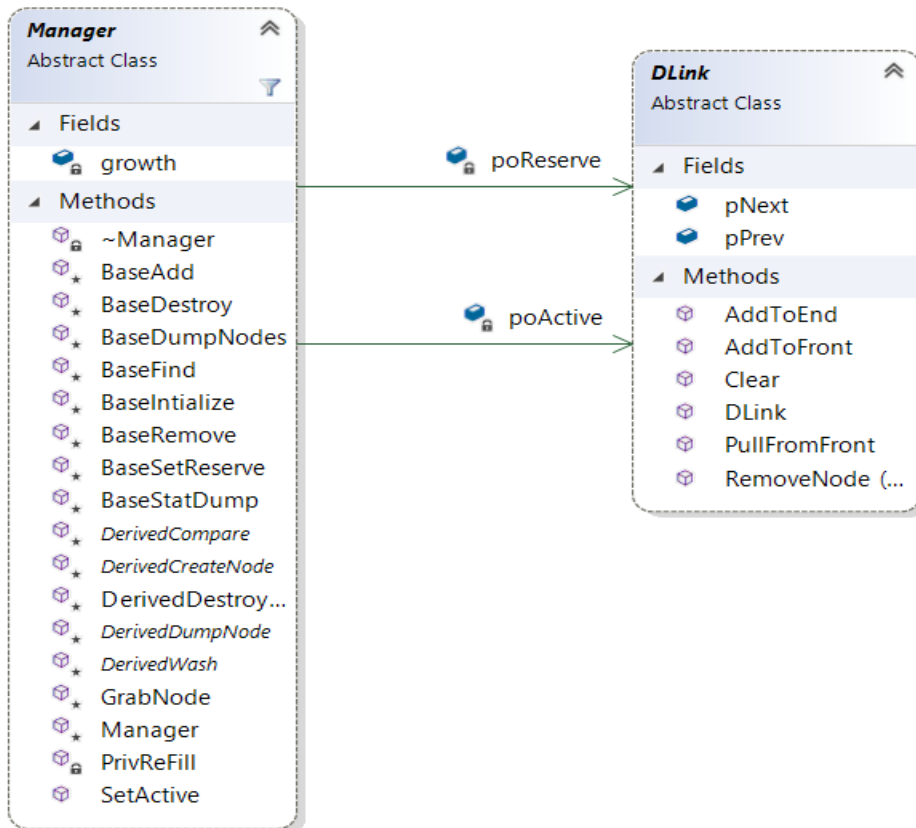 Manager
Abstract Class
Fields
growth
Methods
~Manager
BaseAdd
BaseDestroy
BaseDumpNodes
BaseFind
BaseIntialize
BaseRemove
BaseSetReserve
BaseStatDump
DerivedCompare
DerivedCreateNode
DerivedDestroy...
DerivedDumpNode
DerivedWash
GrabNode
Manager
PrivReFill
SetActive
poReserve
poActive
DLink
Abstract Class
Fields
pNext
pPrev
Methods
AddToEnd
AddToFront
Clear
DLink
PullFromFront
RemoveNode (...